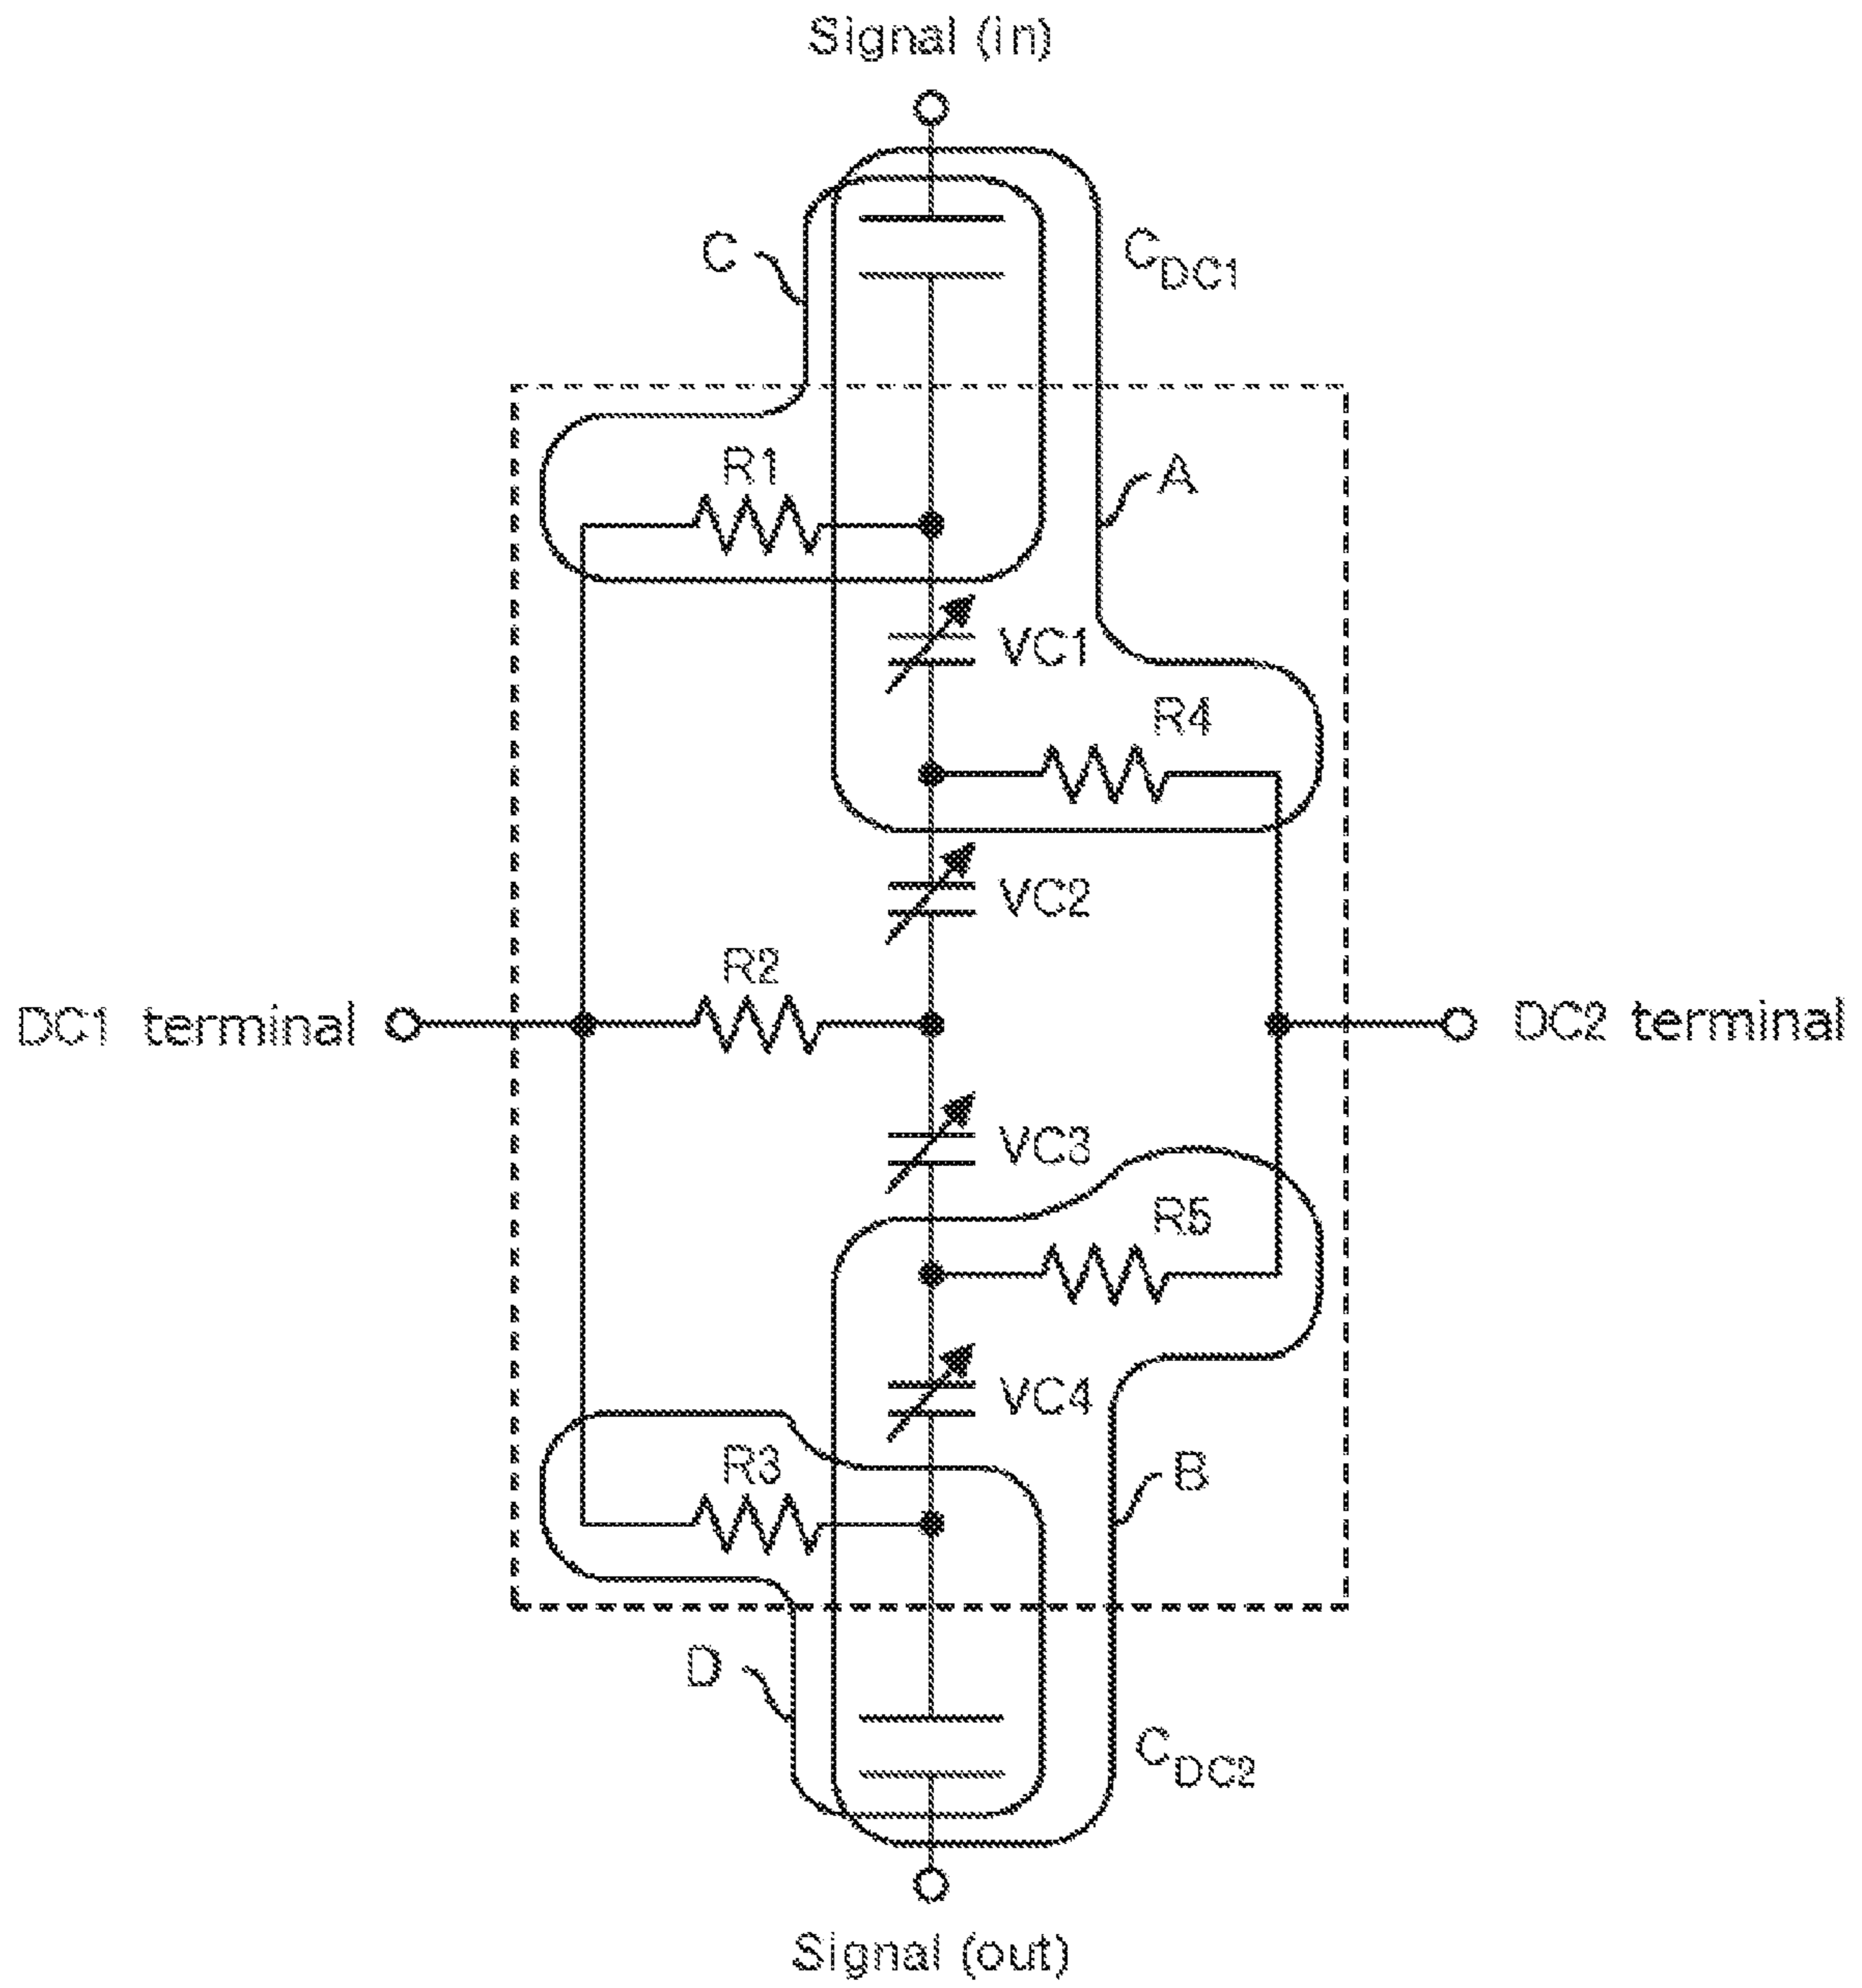 Signal (in)
C
CDC1
R1
A
VC1
R4
VC2
R2
DC1 terminal
DC2 terminal
VC3
R5
VC4
R3
B
D
CDC2
Signal (out)